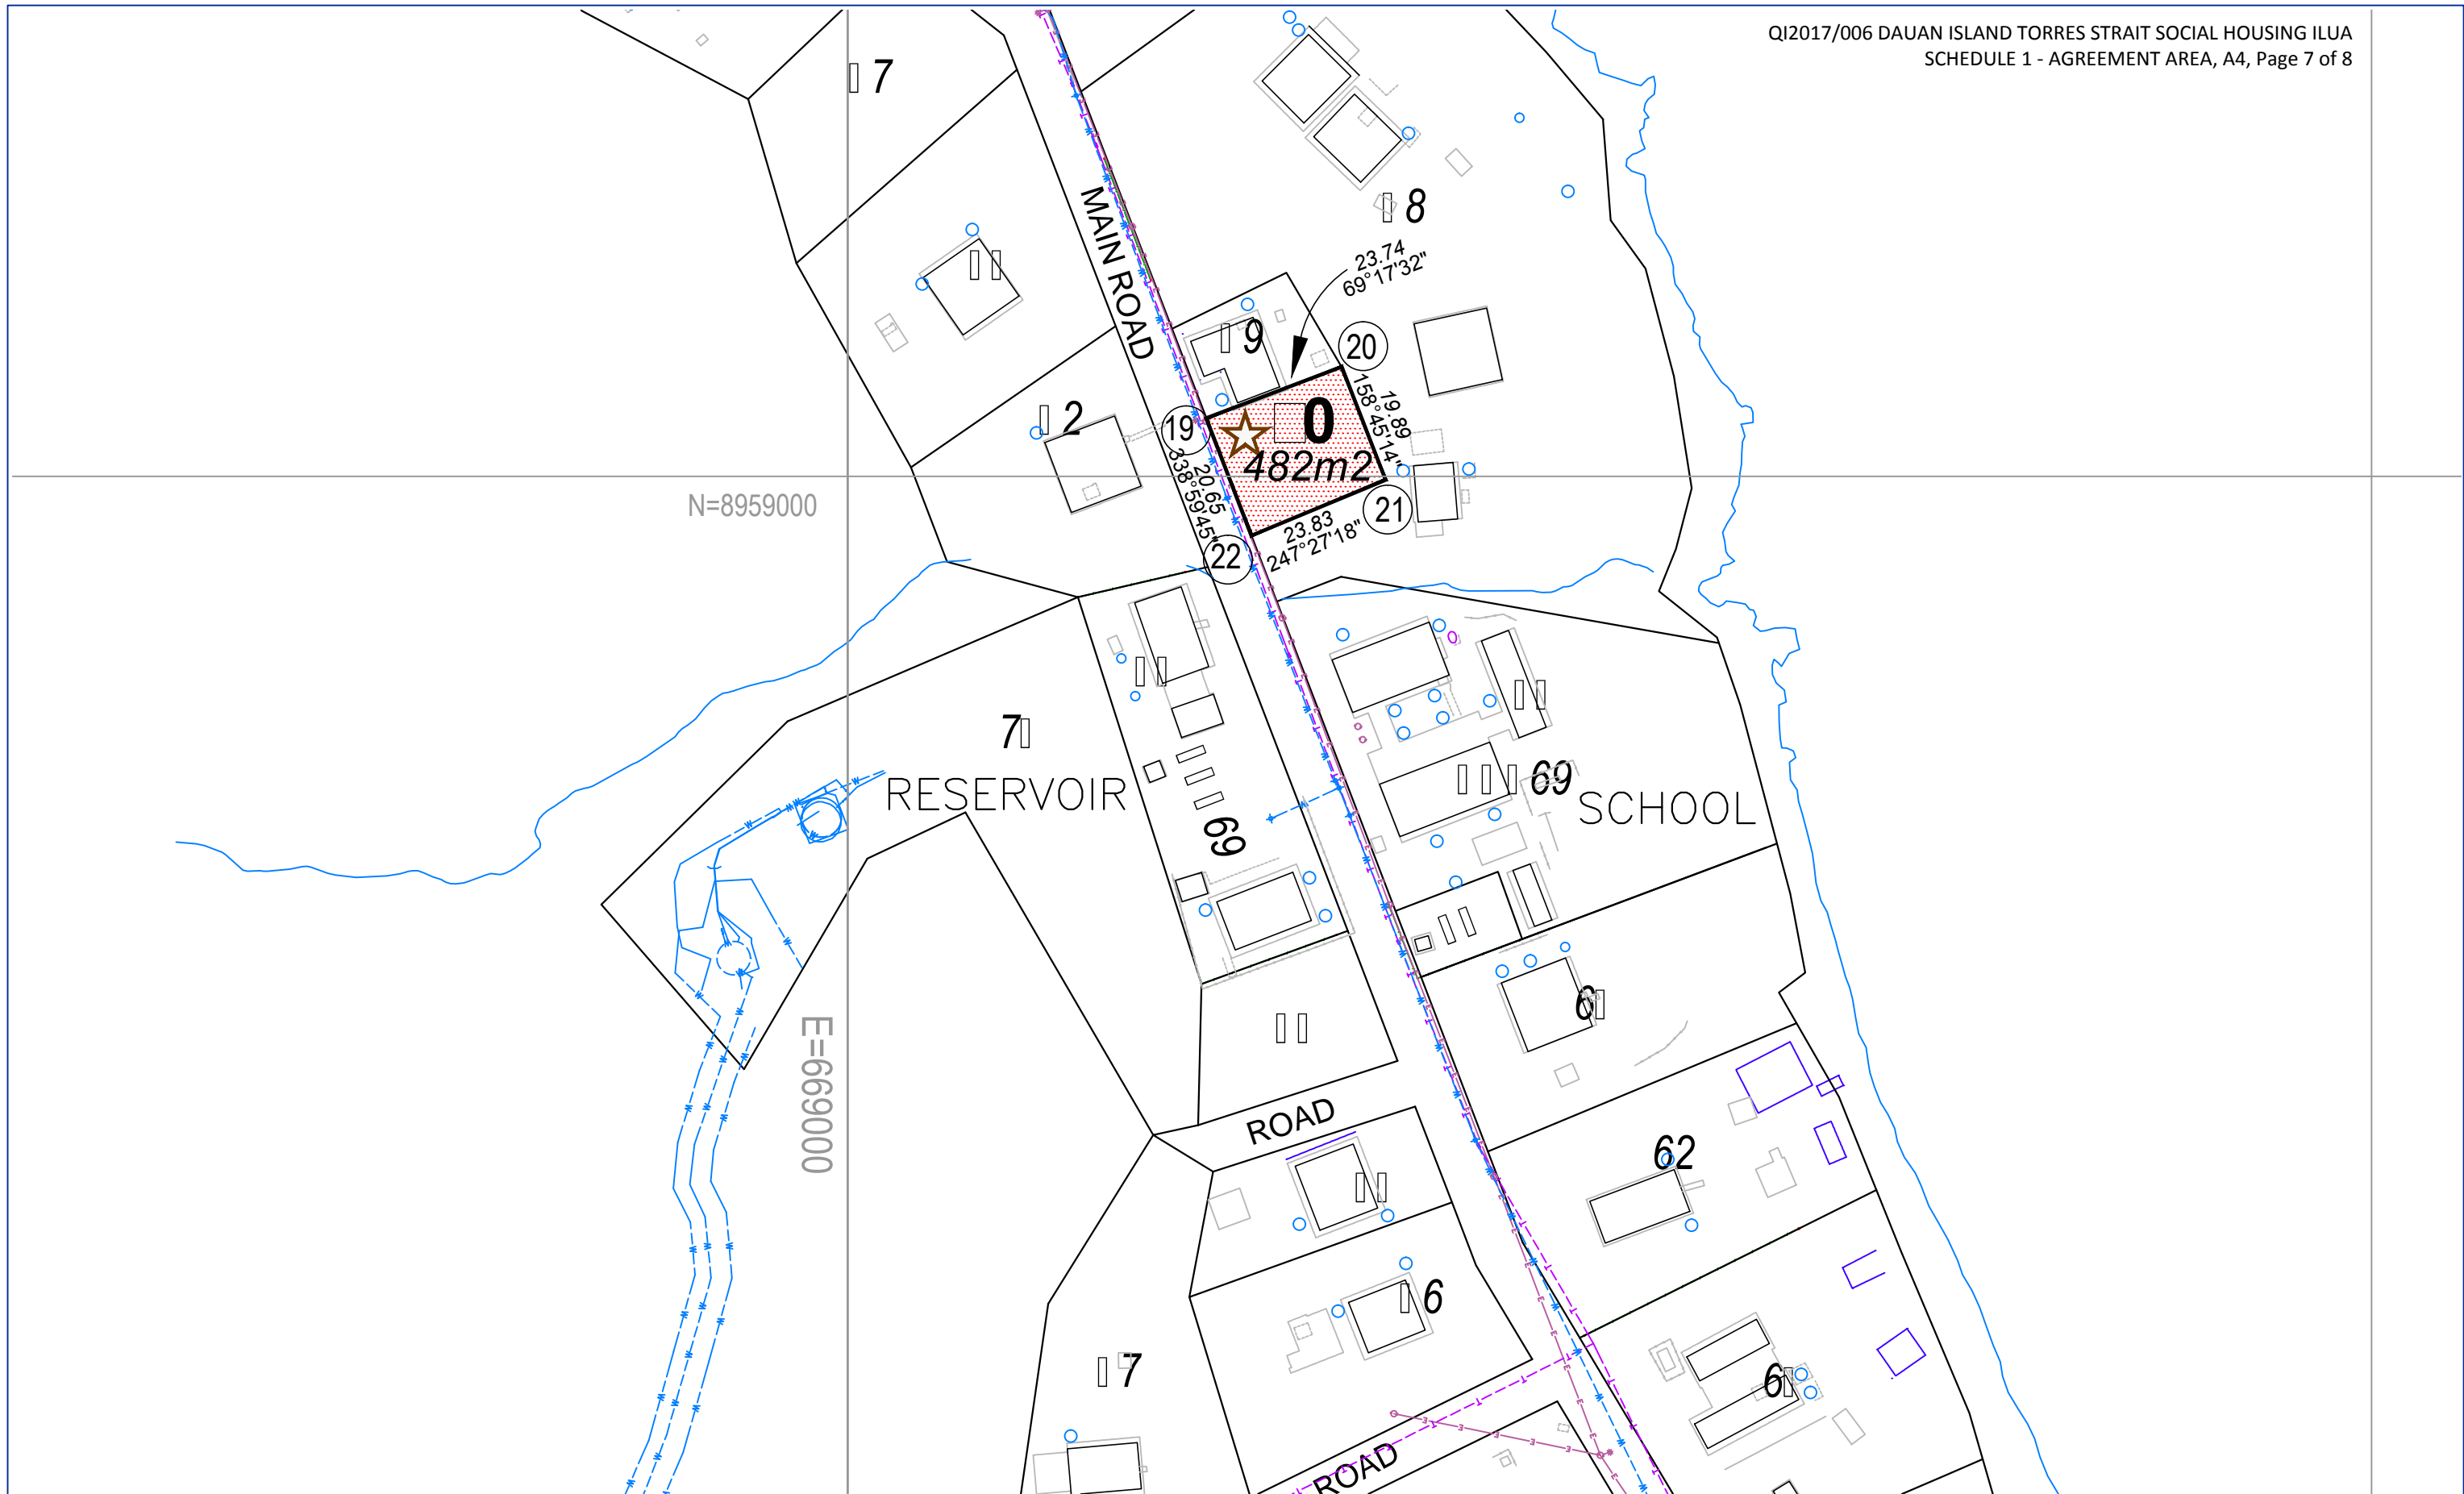 QI2017/006 DAUAN ISLAND TORRES STRAIT SOCIAL HOUSING ILUA
SCHEDULE 1 - AGREEMENT AREA, A4, Page 7 of 8
7
8
MAIN ROAD
23.74
69°17'32"
9
20
2
19
0
482m2
19.89
158°45'14"
20.65
338°59'45"
N=8959000
21
23.83
247°27'18"
22
7
RESERVOIR
69
SCHOOL
69
6
E=669000
ROAD
62
6
7
6
ROAD